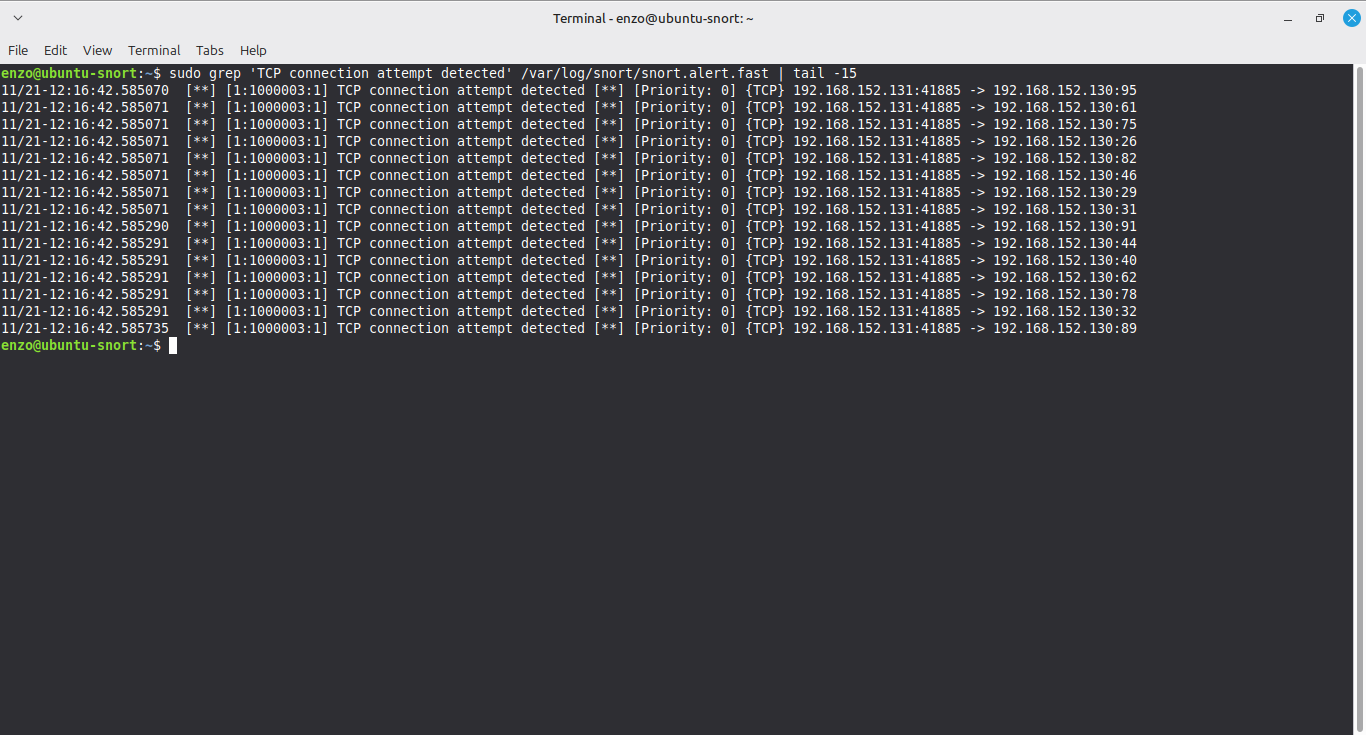 Terminal - enzo@ubuntu-snort: ~
File Edit View Terminal Tabs Help
enzo@ubuntu-snort:~$ sudo grep 'TCP connection attempt detected' /var/log/snort/snort.alert.fast | tail -15
11/21-12:16:42.585070  [**] [1:1000003:1] TCP connection attempt detected [**] [Priority: 0] {TCP} 192.168.152.131:41885 -> 192.168.152.130:95
11/21-12:16:42.585071  [**] [1:1000003:1] TCP connection attempt detected [**] [Priority: 0] {TCP} 192.168.152.131:41885 -> 192.168.152.130:61
11/21-12:16:42.585071  [**] [1:1000003:1] TCP connection attempt detected [**] [Priority: 0] {TCP} 192.168.152.131:41885 -> 192.168.152.130:75
11/21-12:16:42.585071  [**] [1:1000003:1] TCP connection attempt detected [**] [Priority: 0] {TCP} 192.168.152.131:41885 -> 192.168.152.130:26
11/21-12:16:42.585071  [**] [1:1000003:1] TCP connection attempt detected [**] [Priority: 0] {TCP} 192.168.152.131:41885 -> 192.168.152.130:82
11/21-12:16:42.585071  [**] [1:1000003:1] TCP connection attempt detected [**] [Priority: 0] {TCP} 192.168.152.131:41885 -> 192.168.152.130:46
11/21-12:16:42.585071  [**] [1:1000003:1] TCP connection attempt detected [**] [Priority: 0] {TCP} 192.168.152.131:41885 -> 192.168.152.130:29
11/21-12:16:42.585071  [**] [1:1000003:1] TCP connection attempt detected [**] [Priority: 0] {TCP} 192.168.152.131:41885 -> 192.168.152.130:31
11/21-12:16:42.585290  [**] [1:1000003:1] TCP connection attempt detected [**] [Priority: 0] {TCP} 192.168.152.131:41885 -> 192.168.152.130:91
11/21-12:16:42.585291  [**] [1:1000003:1] TCP connection attempt detected [**] [Priority: 0] {TCP} 192.168.152.131:41885 -> 192.168.152.130:44
11/21-12:16:42.585291  [**] [1:1000003:1] TCP connection attempt detected [**] [Priority: 0] {TCP} 192.168.152.131:41885 -> 192.168.152.130:40
11/21-12:16:42.585291  [**] [1:1000003:1] TCP connection attempt detected [**] [Priority: 0] {TCP} 192.168.152.131:41885 -> 192.168.152.130:62
11/21-12:16:42.585291  [**] [1:1000003:1] TCP connection attempt detected [**] [Priority: 0] {TCP} 192.168.152.131:41885 -> 192.168.152.130:78
11/21-12:16:42.585291  [**] [1:1000003:1] TCP connection attempt detected [**] [Priority: 0] {TCP} 192.168.152.131:41885 -> 192.168.152.130:32
11/21-12:16:42.585735  [**] [1:1000003:1] TCP connection attempt detected [**] [Priority: 0] {TCP} 192.168.152.131:41885 -> 192.168.152.130:89
enzo@ubuntu-snort:~$